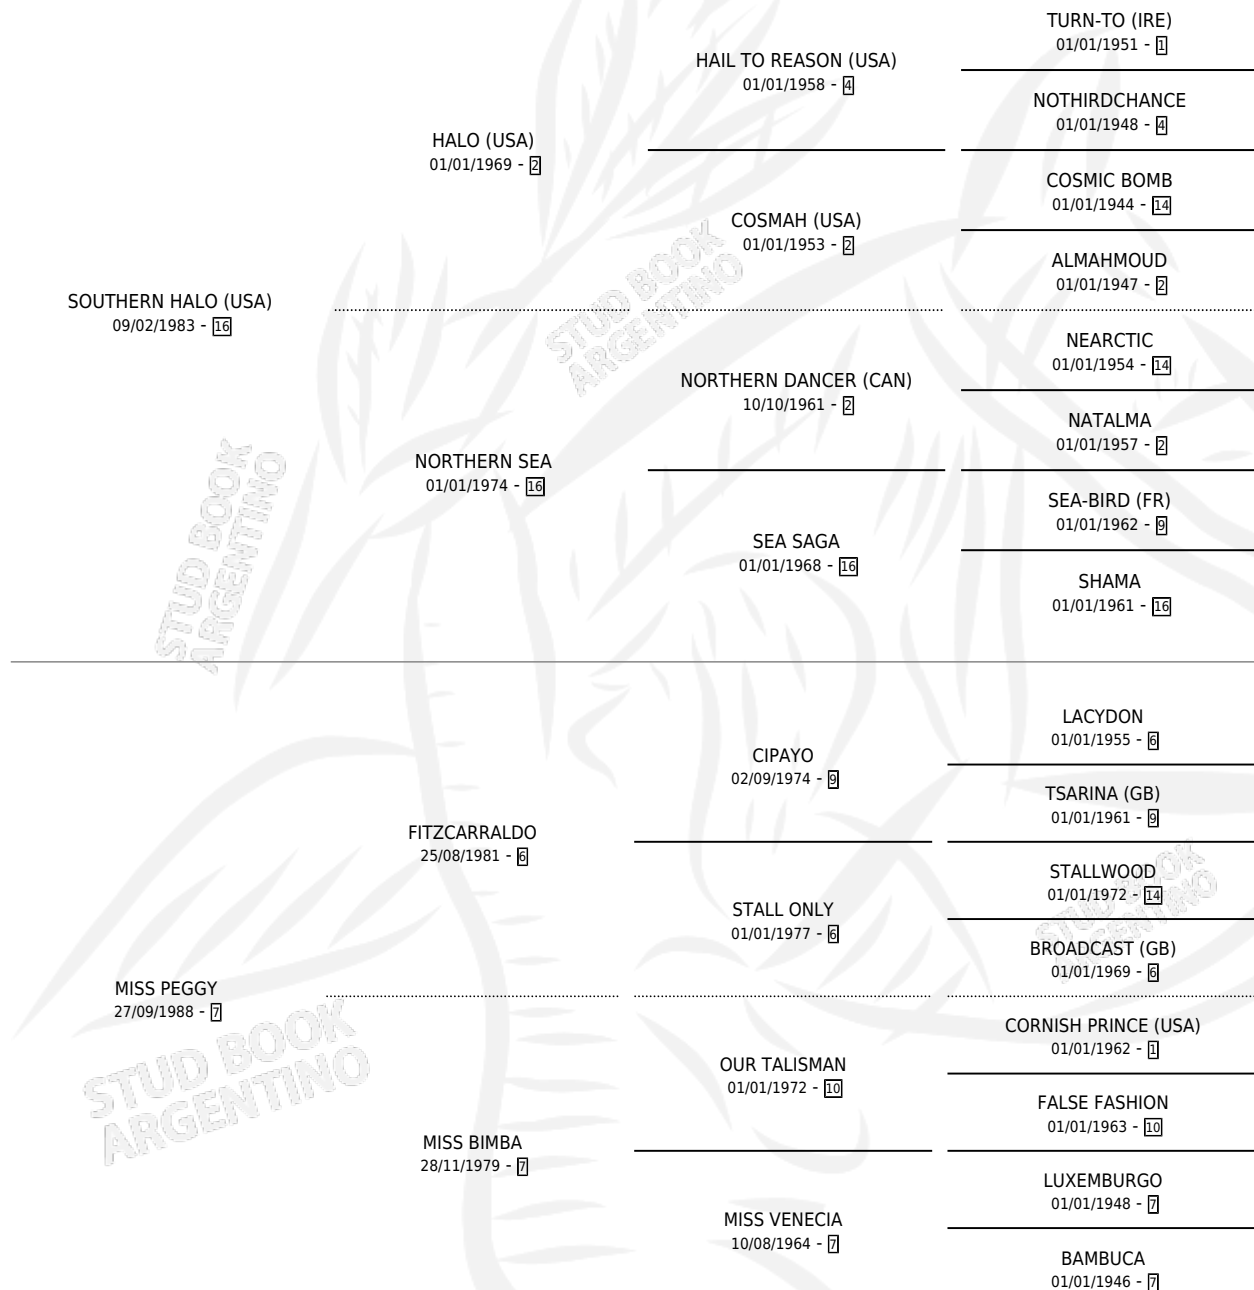 TURN-TO (IRE)
01/01/1951 - 1
HAIL TO REASON (USA)
01/01/1958 - 4
NOTHIRDCHANCE
01/01/1948 - 4
HALO (USA)
01/01/1969 - 2
COSMIC BOMB
01/01/1944 - 14
COSMAH (USA)
01/01/1953 - 2
ALMAHMOUD
01/01/1947 - 2
SOUTHERN HALO (USA)
09/02/1983 - 16
STUD BOOK
ARGENTINO
NEARCTIC
01/01/1954 - 14
NORTHERN DANCER (CAN)
10/10/1961 - 2
NATALMA
01/01/1957 - 2
NORTHERN SEA
01/01/1974 - 16
SEA-BIRD (FR)
01/01/1962 - 9
SEA SAGA
01/01/1968 - 16
SHAMA
01/01/1961 - 16
STUD BOOK
ARGENTINO
LACYDON
01/01/1955 - 6
CIPAYO
02/09/1974 - 9
TSARINA (GB)
01/01/1961 - 9
FITZCARRALDO
25/08/1981 - 6
STALLWOOD
01/01/1972 - 14
STALL ONLY
01/01/1977 - 6
STUD BOOK
ARGENTINO
BROADCAST (GB)
01/01/1969 - 6
MISS PEGGY
27/09/1988 - 7
STUD BOOK
ARGENTINO
CORNISH PRINCE (USA)
01/01/1962 - 1
OUR TALISMAN
01/01/1972 - 10
FALSE FASHION
01/01/1963 - 10
MISS BIMBA
28/11/1979 - 7
LUXEMBURGO
01/01/1948 - 7
MISS VENECIA
10/08/1964 - 7
BAMBUCA
01/01/1946 - 7